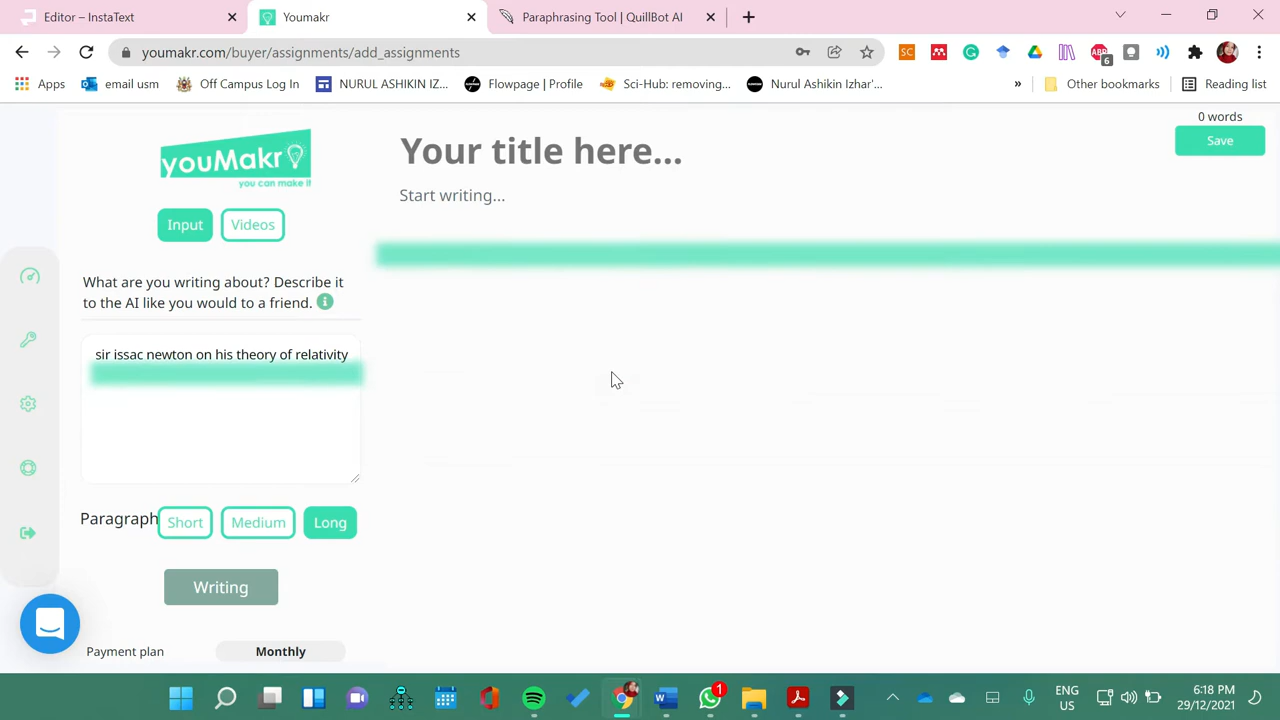 Editor – InstaText
Youmakr
Paraphrasing Tool | QuillBot AI
youmakr.com/buyer/assignments/add_assignments
SC
ABP
6
Apps
email usm
Off Campus Log In
NURUL ASHIKIN IZ...
Flowpage | Profile
Sci-Hub: removing...
Nurul Ashikin Izhar'...
»
Other bookmarks
Reading list
youMakr
you can make it
Input
Videos
What are you writing about? Describe it
to the AI like you would to a friend.
sir issac newton on his theory of relativity
Paragraph
Short
Medium
Long
Writing
Payment plan
Monthly
Your title here...
Start writing...
0 words
Save
1
ENG
US
6:18 PM
29/12/2021